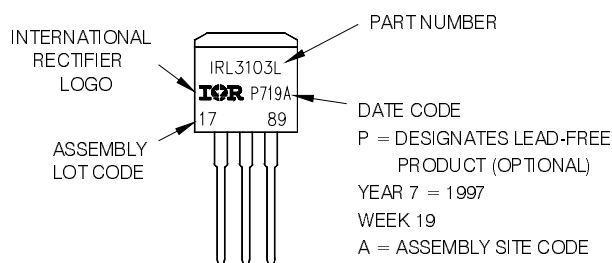 INTERNATIONAL
RECTIFIER
LOGO
ASSEMBLY
LOT CODE
IRL3103L
IOR P719A
17 89
PART NUMBER
DATE CODE
P = DESIGNATES LEAD-FREE
PRODUCT (OPTIONAL)
YEAR 7 = 1997
WEEK 19
A = ASSEMBLY SITE CODE